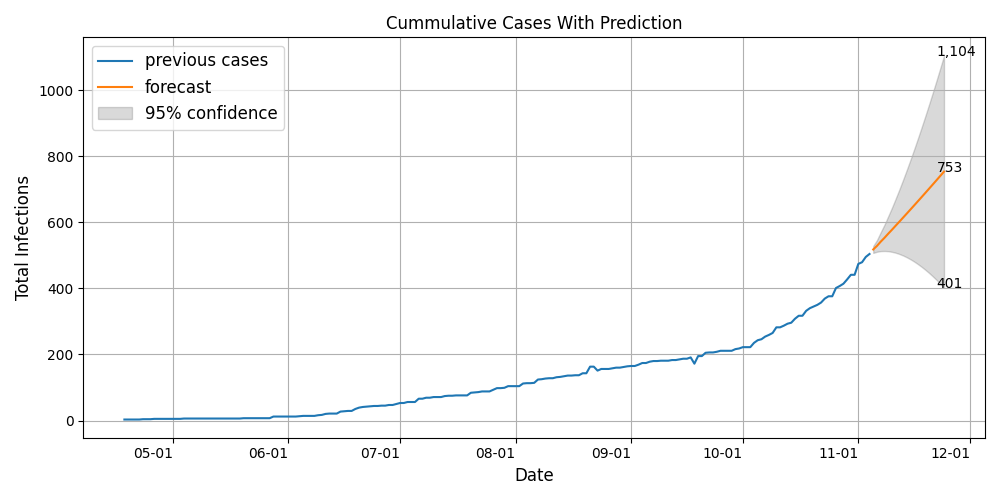 Cummulative Cases With Prediction
previous cases
forecast
95% confidence
1,104
753
401
Total Infections
1000
800
600
400
200
0
05-01 06-01 07-01 08-01 09-01 10-01 11-01 12-01
Date